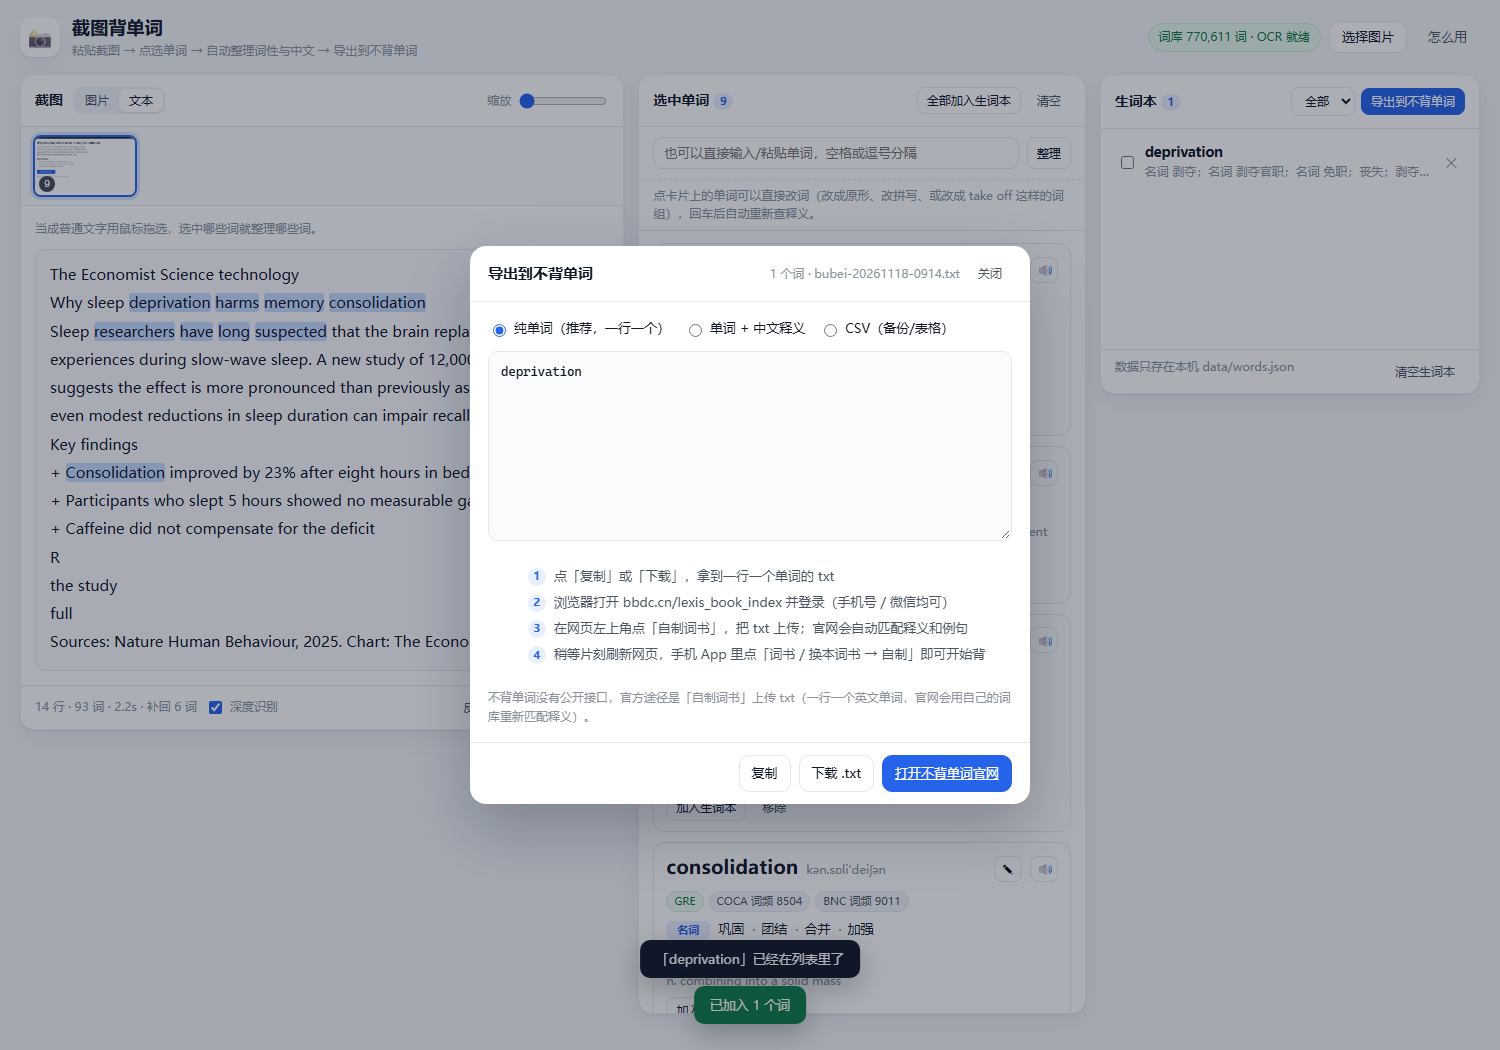 截图背单词
粘贴截图 → 点选单词 → 自动整理词性与中文 → 导出到不背单词
词库 770,611 词 · OCR 就绪
选择图片
怎么用
截图
图片
文本
缩放
9
当成普通文字用鼠标拖选，选中哪些词就整理哪些词。
The Economist Science technology
Why sleep deprivation harms memory consolidation
Sleep researchers have long suspected that the brain repla
experiences during slow-wave sleep. A new study of 12,00
suggests the effect is more pronounced than previously as
even modest reductions in sleep duration can impair recall
Key findings
+ Consolidation improved by 23% after eight hours in bed
+ Participants who slept 5 hours showed no measurable ga
+ Caffeine did not compensate for the deficit
R
the study
full
Sources: Nature Human Behaviour, 2025. Chart: The Econo
14 行 · 93 词 · 2.2s · 补回 6 词
深度识别
选中单词 9
全部加入生词本
清空
也可以直接输入/粘贴单词，空格或逗号分隔
整理
点卡片上的单词可以直接改词（改成原形、改拼写、或改成 take off 这样的词
组），回车后自动重新查释义。
ent
加入生词本
移除
consolidation kən.sɒli'deiʃən
GRE
COCA 词频 8504
BNC 词频 9011
名词 巩固 · 团结 · 合并 · 加强
n. combining into a solid mass
「deprivation」已经在列表里了
已加入 1 个词
生词本 1
全部
导出到不背单词
deprivation
名词 剥夺；名词 剥夺官职；名词 免职；丧失；剥夺...
数据只存在本机 data/words.json
清空生词本
导出到不背单词
1 个词 · bubei-20261118-0914.txt
关闭
纯单词（推荐，一行一个）
单词 + 中文释义
CSV（备份/表格）
deprivation
1 点「复制」或「下载」，拿到一行一个单词的 txt
2 浏览器打开 bbdc.cn/lexis_book_index 并登录（手机号 / 微信均可）
3 在网页左上角点「自制词书」，把 txt 上传；官网会自动匹配释义和例句
4 稍等片刻刷新网页，手机 App 里点「词书 / 换本词书 → 自制」即可开始背
不背单词没有公开接口，官方途径是「自制词书」上传 txt（一行一个英文单词，官网会用自己的词
库重新匹配释义）。
复制
下载 .txt
打开不背单词官网